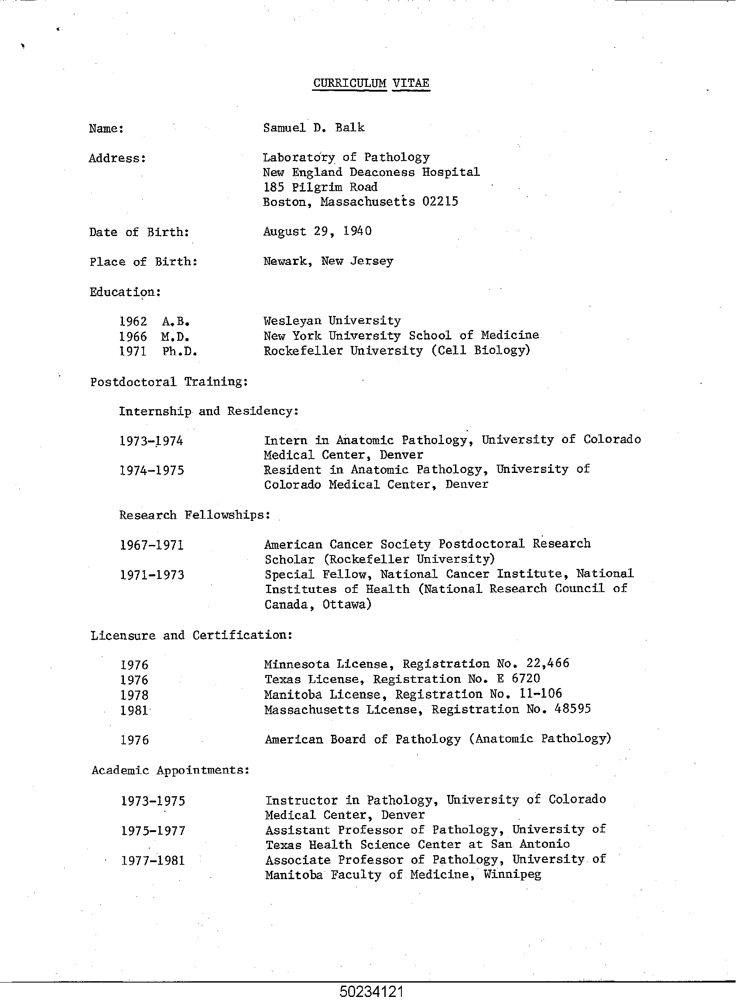 CURRICULUM VITAE
Name: Samuel D. Balk
Address: Laboratory of Pathology
New England Deaconess Hospital
185 Pilgrim Road
Boston, Massachusetts 02215
Date of Birth: August 29, 1940
Place of Birth: Newark, New Jersey
Education:
1962 A.B. Wesleyan University
1966 M.D. New York University School of Medicine
1971 Ph.D. Rockefeller University (Cell Biology)
Postdoctoral Training:
Internship and Residency:
1973-1974 Intern in Anatomic Pathology, University of Colorado
Medical Center, Denver
1974-1975 Resident in Anatomic Pathology, University of
Colorado Medical Center, Denver
Research Fellowships:
1967-1971 American Cancer Society Postdoctoral Research
Scholar (Rockefeller University)
1971-1973 Special Fellow, National Cancer Institute, National
Institutes of Health (National Research Council of
Canada, Ottawa)
Licensure and Certification:
1976 Minnesota License, Registration No. 22,466
1976 Texas License, Registration No. E 6720
1978 Manitoba License, Registration No. 11-106
1981 Massachusetts License, Registration No. 48595
1976 American Board of Pathology (Anatomic Pathology)
Academic Appointments:
1973-1975 Instructor in Pathology, University of Colorado
Medical Center, Denver
1975-1977 Assistant Professor of Pathology, University of
Texas Health Science Center at San Antonio
1977-1981 Associate Professor of Pathology, University of
Manitoba Faculty of Medicine, Winnipeg
50234121